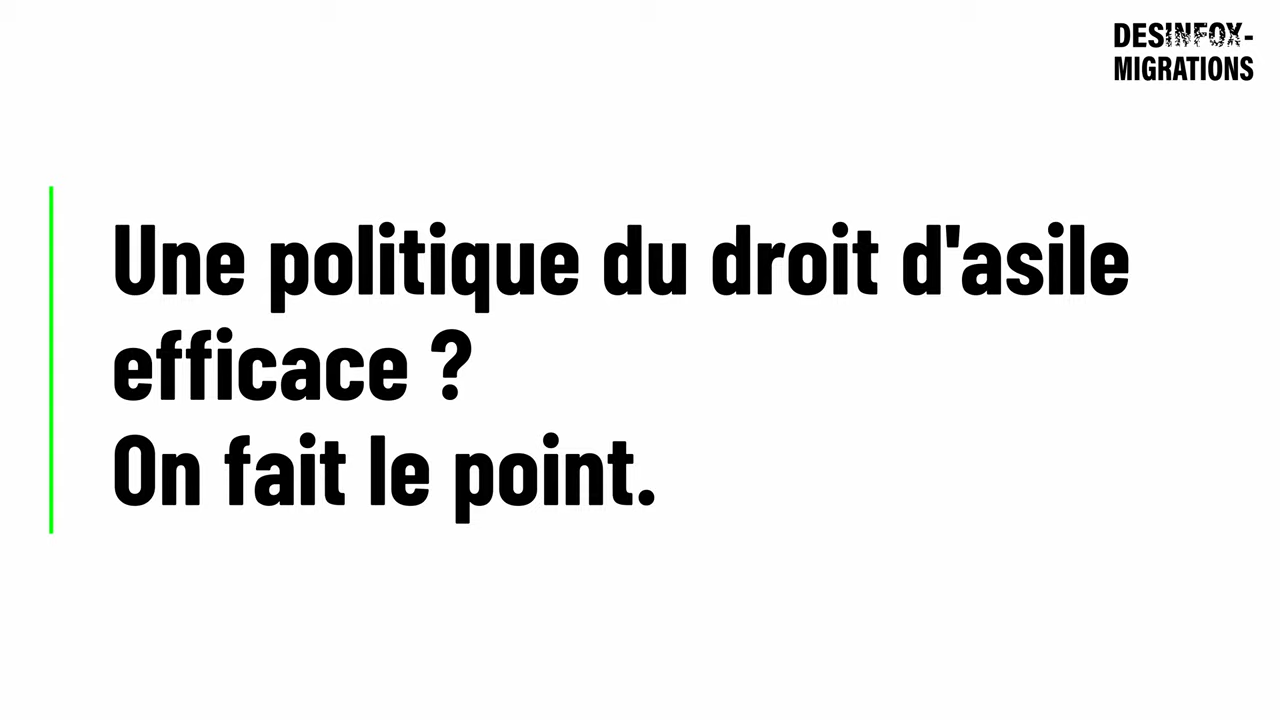 DESINFOX-
MIGRATIONS
Une politique du droit d'asile
efficace ?
On fait le point.